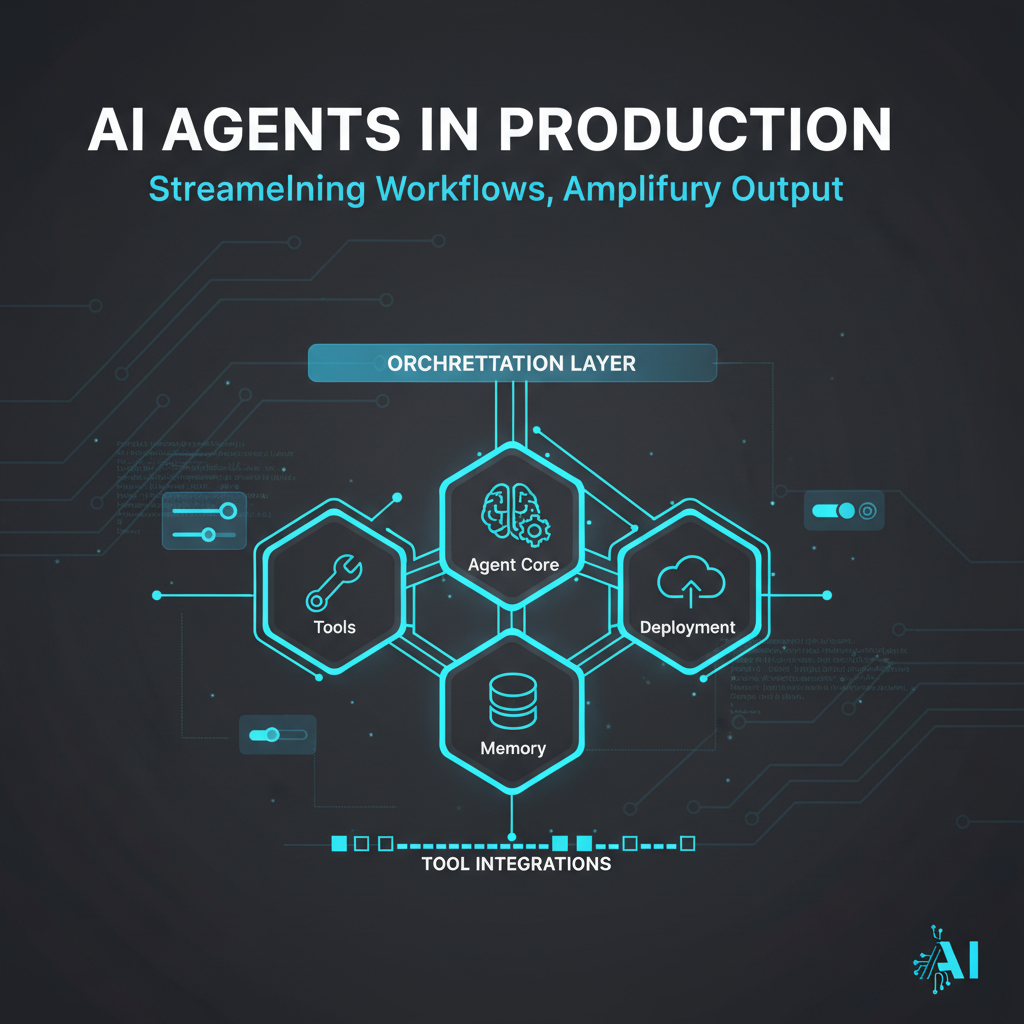 AI AGENTS IN PRODUCTION
Streamelning Workflows, Amplifury Output
ORCHRETTATION LAYER
Agent Core
Tools
Deployment
Memory
TOOL INTEGRATIONS
AI